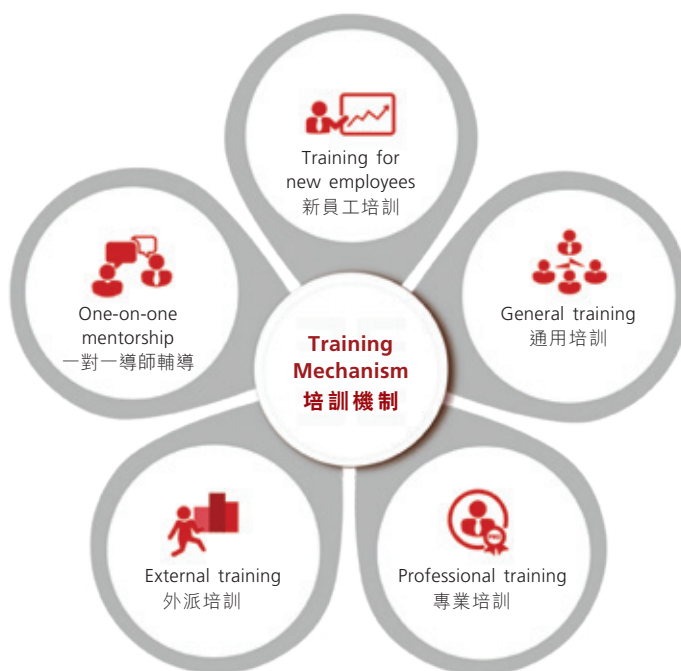 Training for
new employees
新員工培訓
One-on-one
mentorship
一對一導師輔導
General training
通用培訓
Training
Mechanism
培訓機制
External training
外派培訓
PRO
Professional training
專業培訓